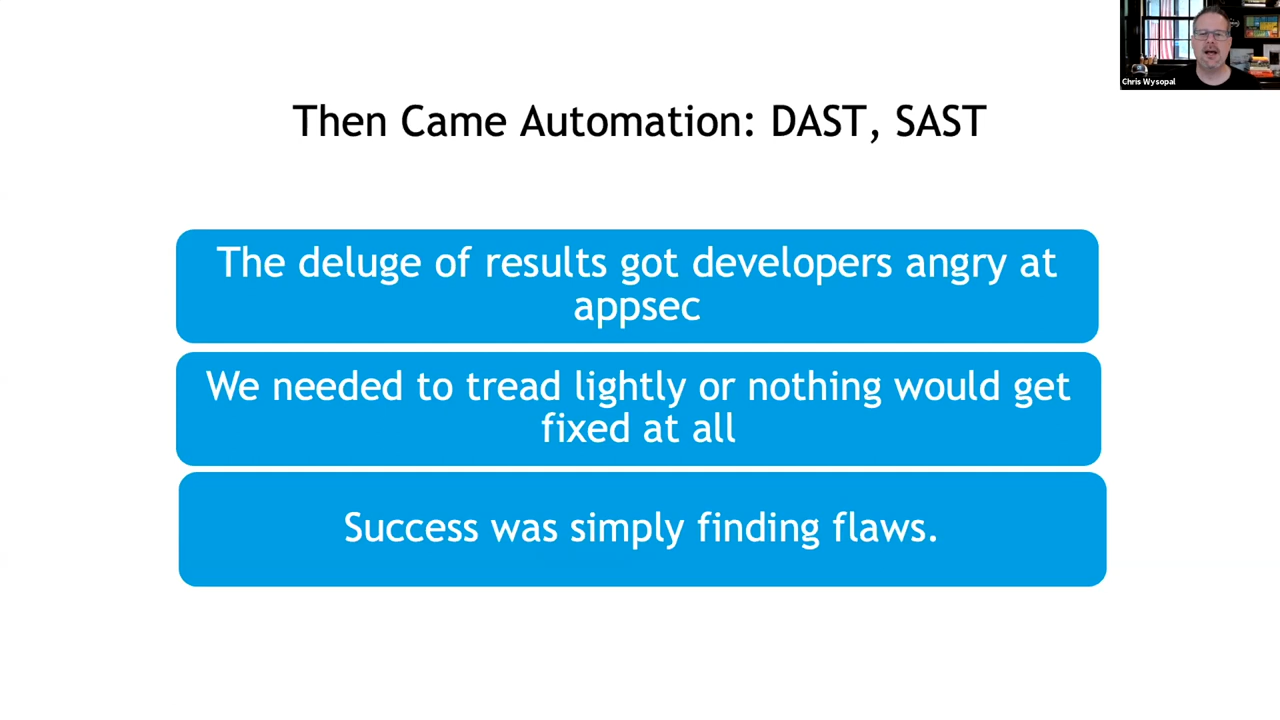 Chris Wysopal
Then Came Automation: DAST, SAST
The deluge of results got developers angry at
appsec
We needed to tread lightly or nothing would get
fixed at all
Success was simply finding flaws.